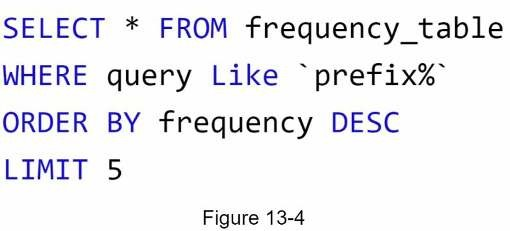 SELECT * FROM frequency_table
WHERE query Like `prefix%`
ORDER BY frequency DESC
LIMIT 5
Figure 13-4